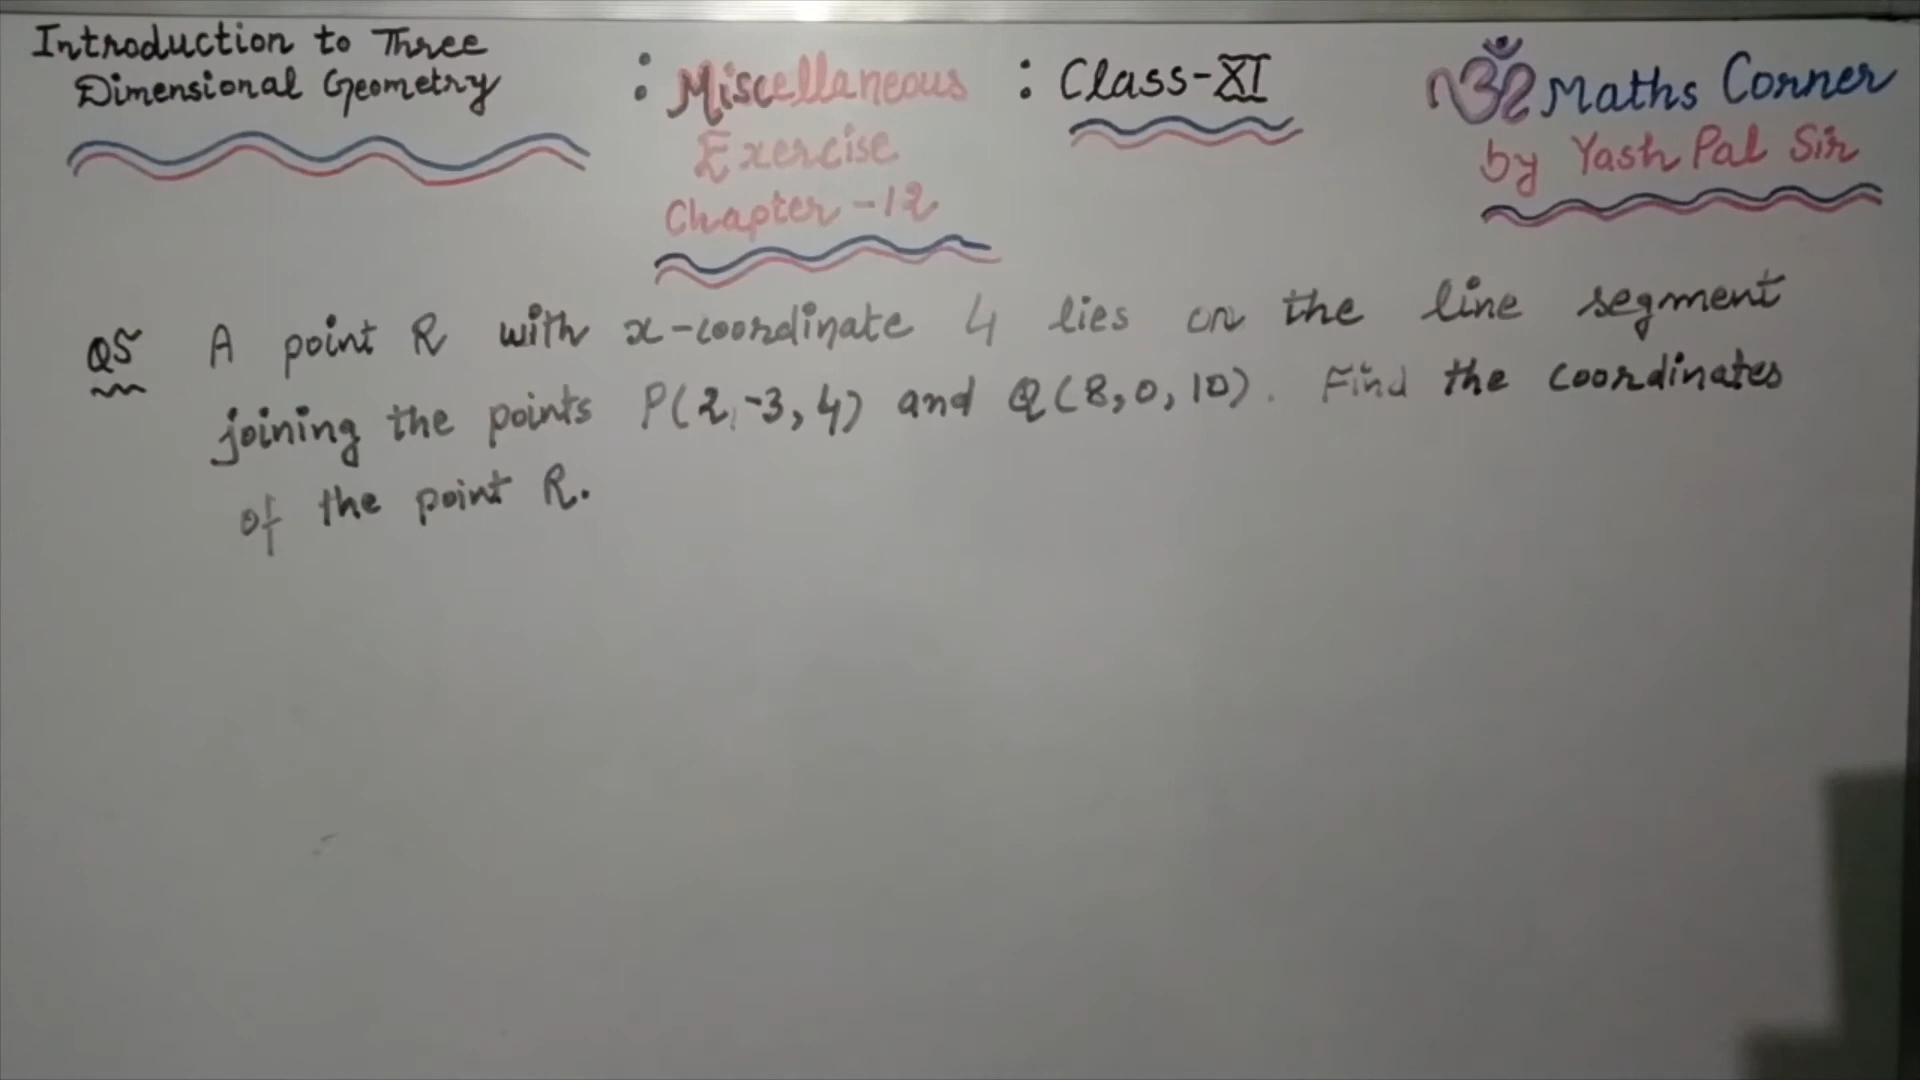 Introduction to Three
Dimensional Geometry
: Miscellaneous
Exercise
Chapter-12
: Class-XI
ॐ Maths Corner
by Yash Pal Sir
Q5 A point R with x-coordinate 4 lies on the line segment
joining the points P(2,-3,4) and Q(8,0,10). Find the coordinates
of the point R.